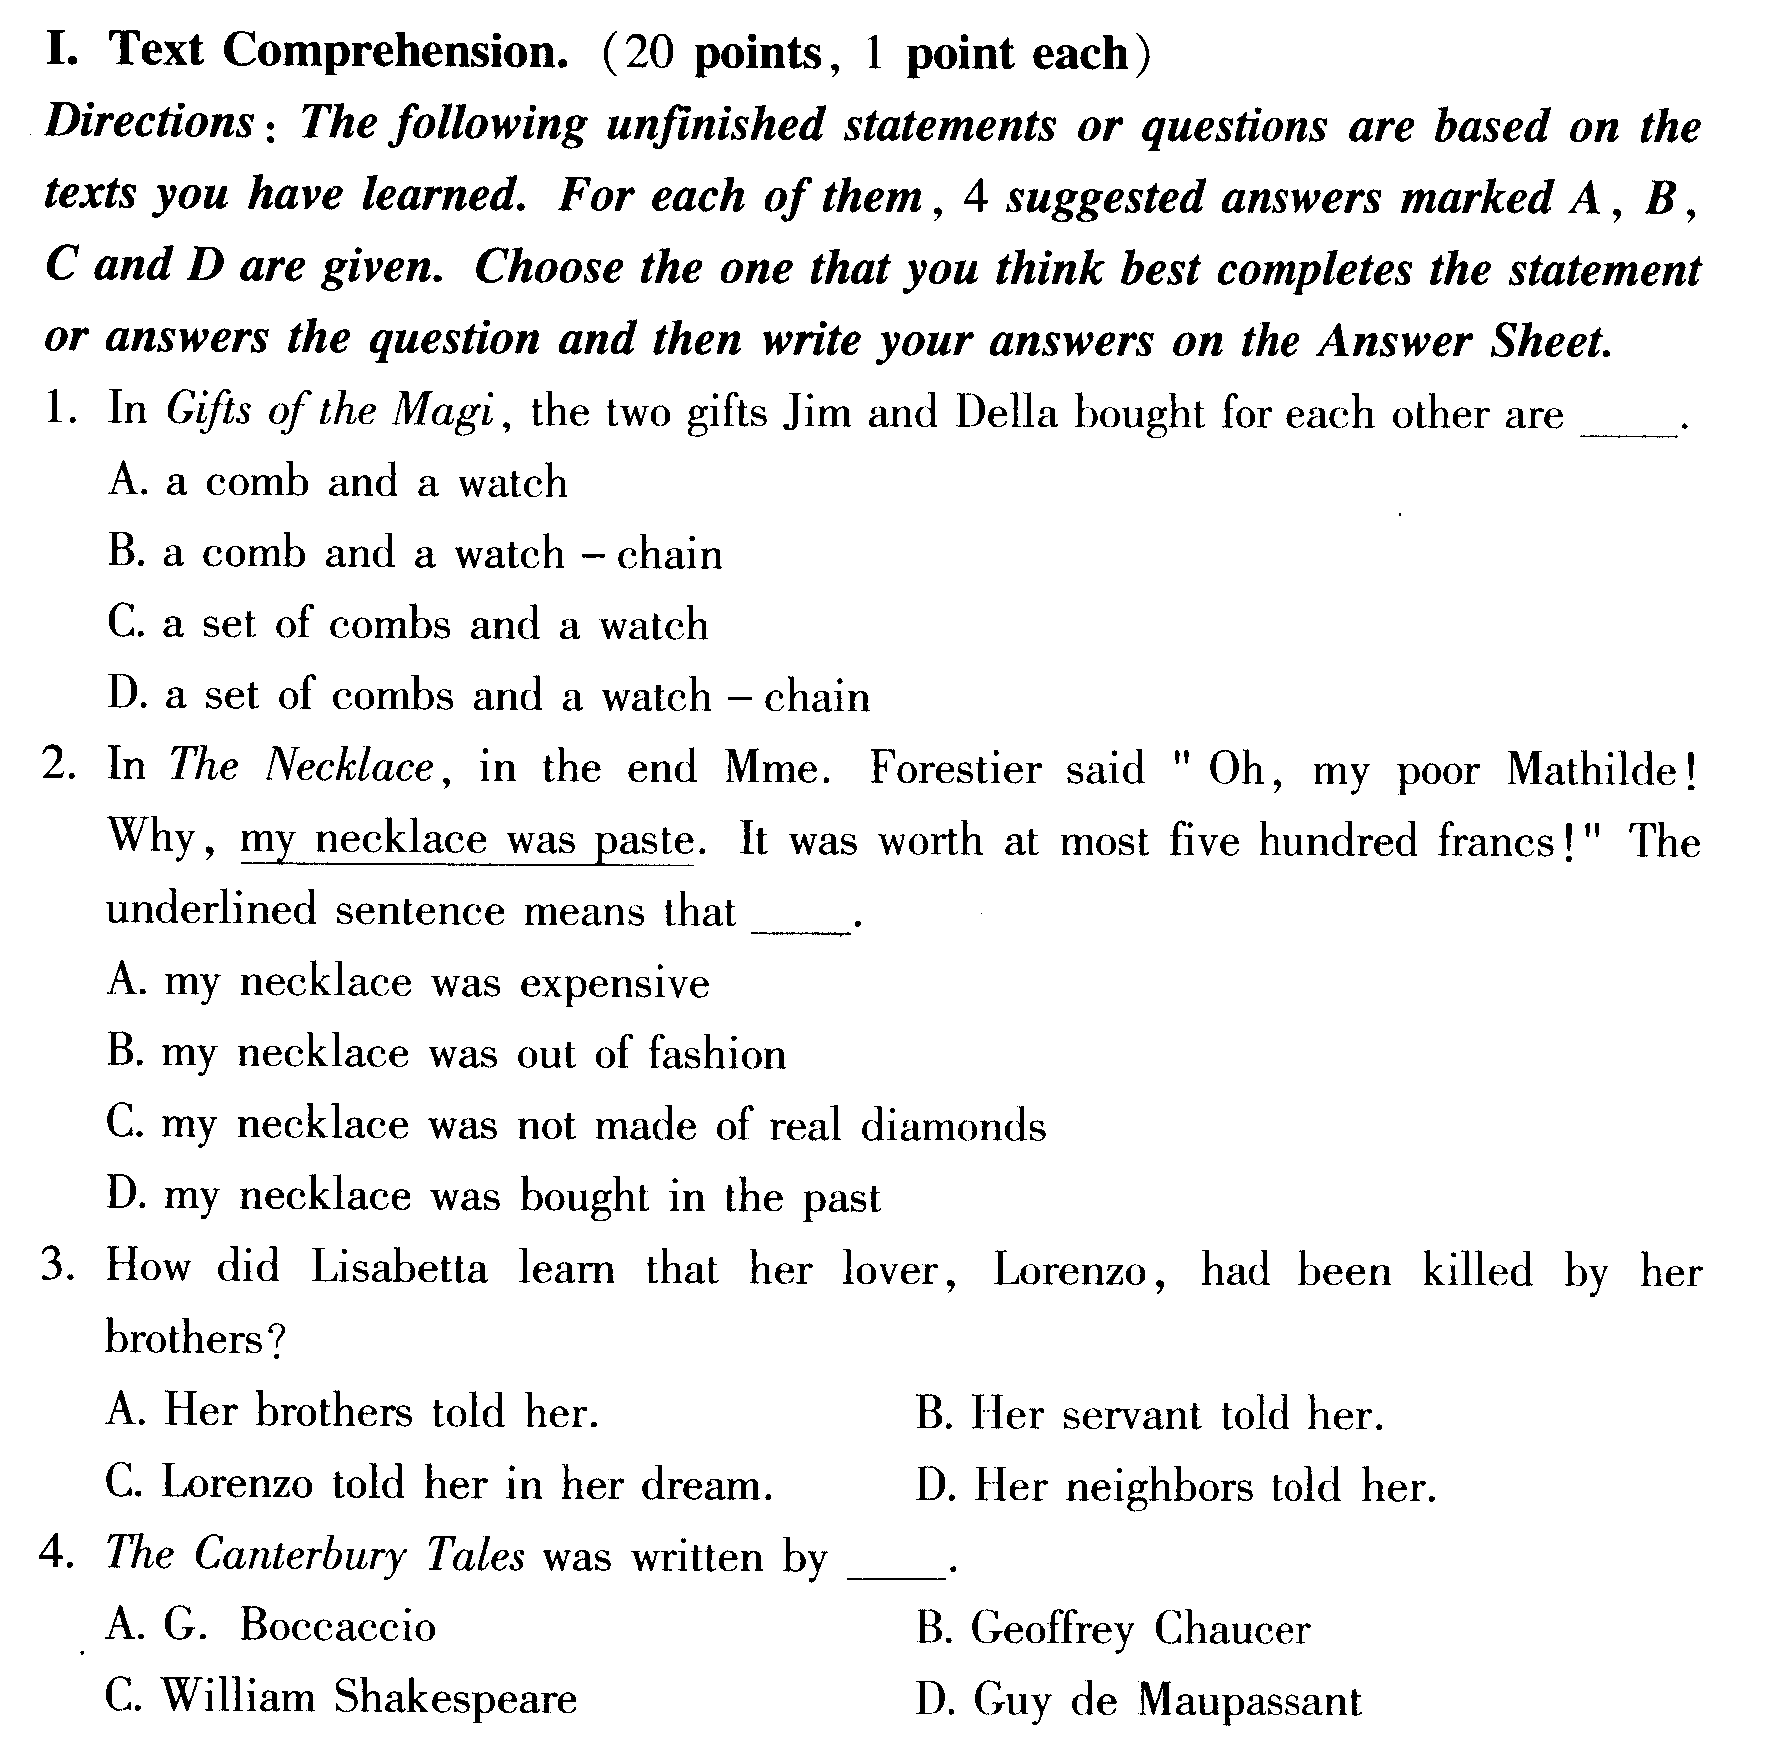 I. Text Comprehension. (20 points, 1 point each)
Directions: The following unfinished statements or questions are based on the
texts you have learned. For each of them, 4 suggested answers marked A, B,
C and D are given. Choose the one that you think best completes the statement
or answers the question and then write your answers on the Answer Sheet.
1. In Gifts of the Magi, the two gifts Jim and Della bought for each other are ____.
A. a comb and a watch
B. a comb and a watch – chain
C. a set of combs and a watch
D. a set of combs and a watch – chain
2. In The Necklace, in the end Mme. Forestier said " Oh, my poor Mathilde!
Why, my necklace was paste. It was worth at most five hundred francs!" The
underlined sentence means that ____.
A. my necklace was expensive
B. my necklace was out of fashion
C. my necklace was not made of real diamonds
D. my necklace was bought in the past
3. How did Lisabetta learn that her lover, Lorenzo, had been killed by her
brothers?
A. Her brothers told her. B. Her servant told her.
C. Lorenzo told her in her dream. D. Her neighbors told her.
4. The Canterbury Tales was written by ____.
A. G. Boccaccio B. Geoffrey Chaucer
C. William Shakespeare D. Guy de Maupassant